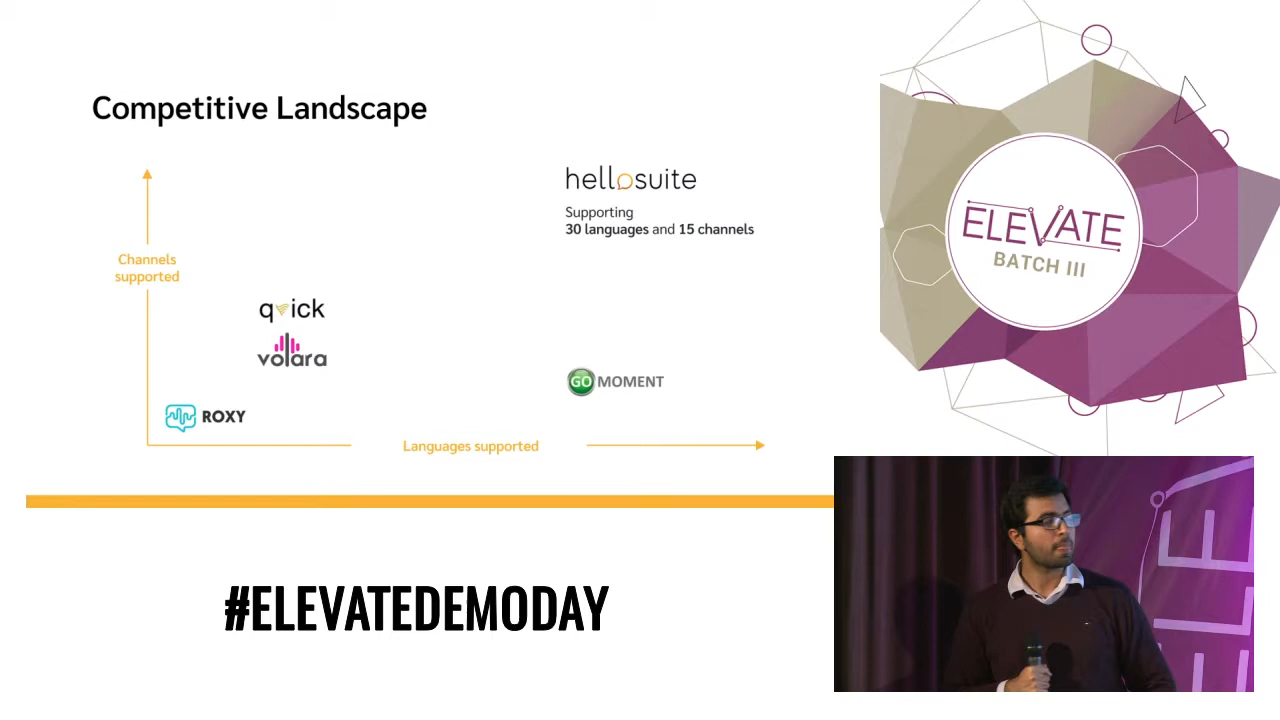 Competitive Landscape
hellosuite
Supporting
30 languages and 15 channels
Channels
supported
qvick
volara
GO MOMENT
ROXY
Languages supported
#ELEVATEDEMODAY
ELEVATE
BATCH III